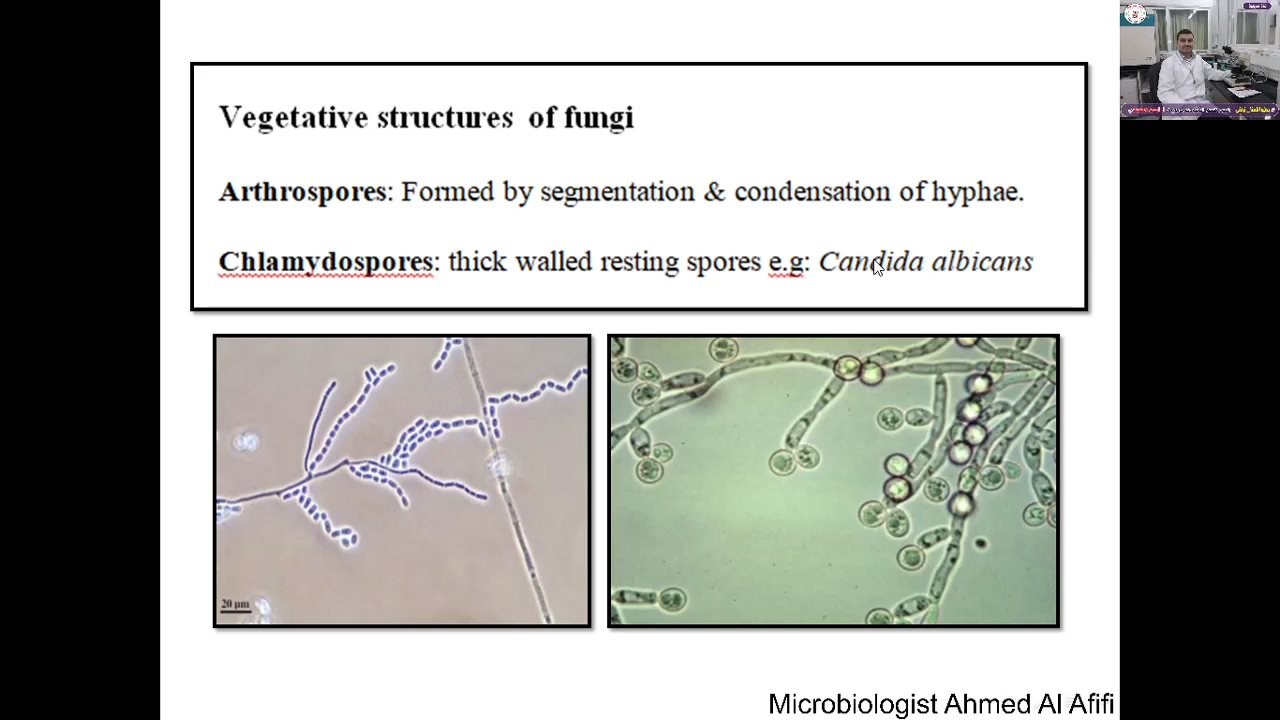 Vegetative structures of fungi
Arthrospores: Formed by segmentation & condensation of hyphae.
Chlamydospores: thick walled resting spores e.g: Candida albicans
20 µm
Microbiologist Ahmed Al Afifi